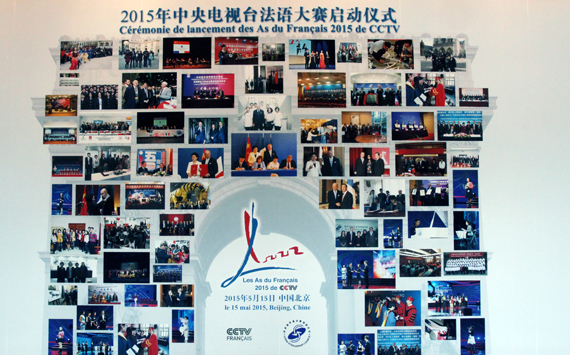 2015年中央电视台法语大赛启动仪式
Cérémonie de lancement des As du Français 2015 de CCTV
Les As du Français
2015 de CCTV
2015年5月15日 中国北京
le 15 mai 2015, Beijing, Chine
CCTV
FRANÇAIS